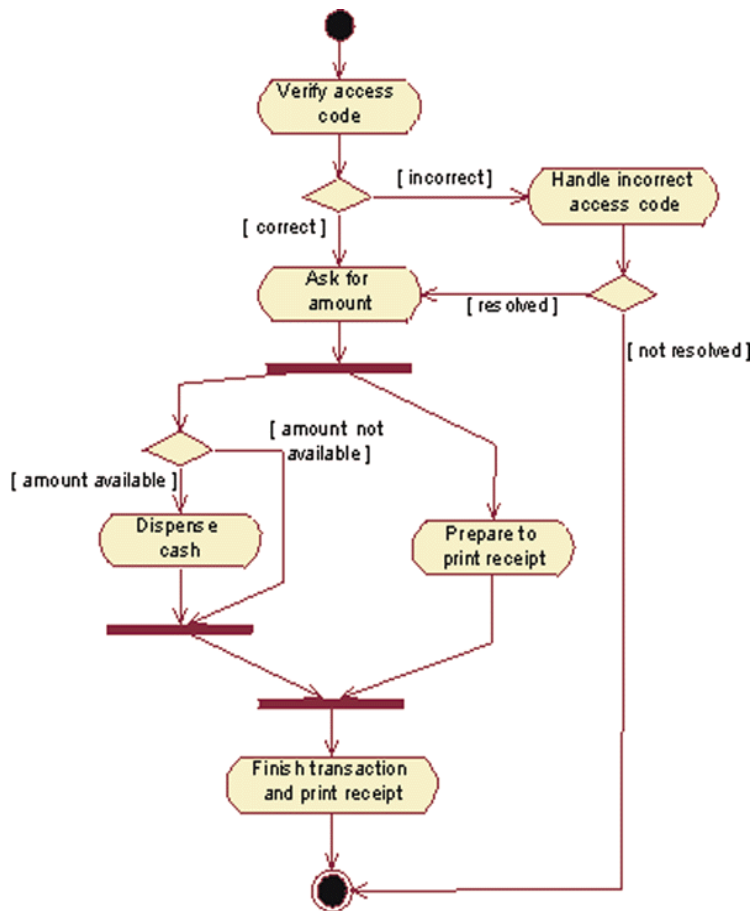 Verify access
code
[ incorrect ]
Handle incorrect
access code
[ correct ]
Ask for
amount
[ resolved ]
[ not resolved ]
[ amount not
available ]
[ amount available ]
Dispense
cash
Prepare to
print receipt
Finish transaction
and print receipt